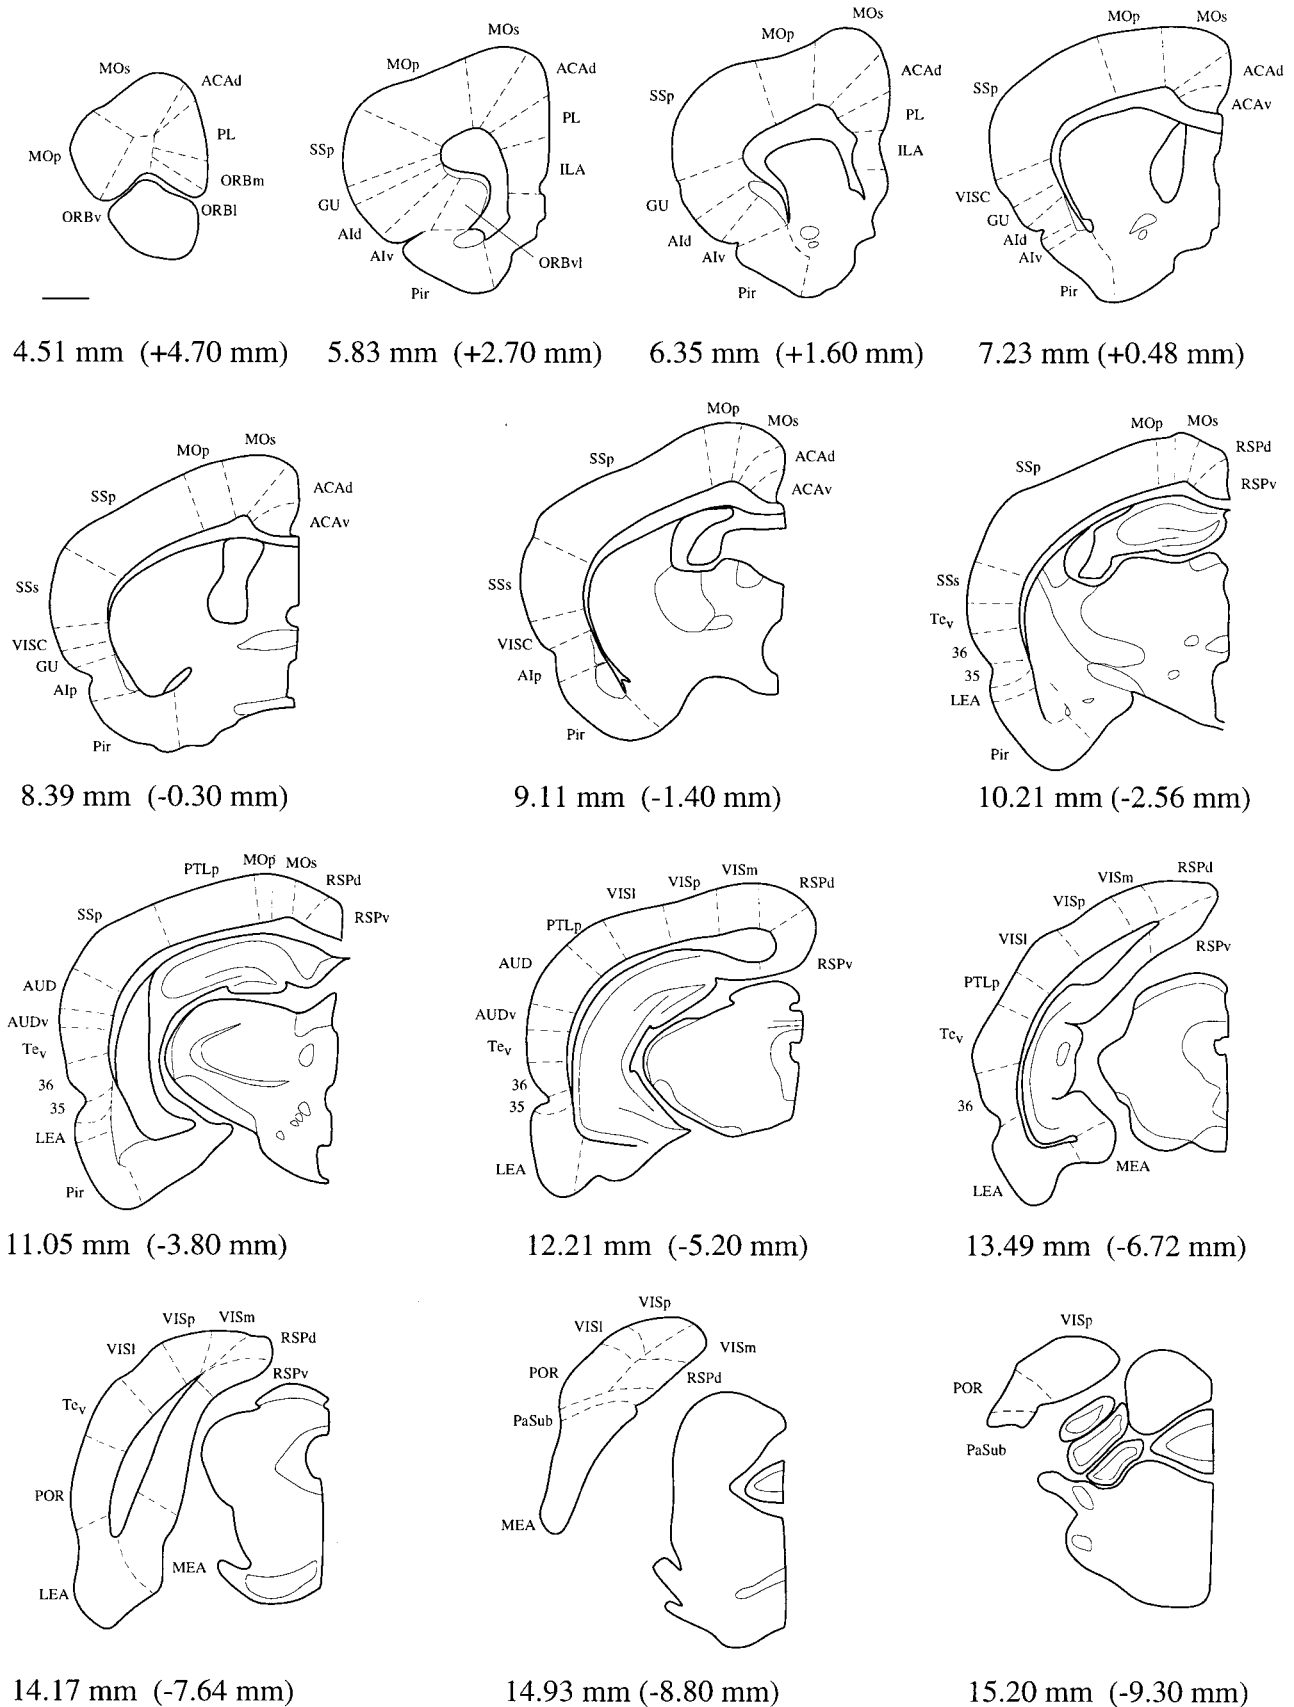 MOs
ACAd
MOp
PL
ORBm
ORBl
ORBv
4.51 mm (+4.70 mm)
MOs
MOp
ACAd
PL
SSp
ILA
GU
AId
AIv
ORBvl
Pir
5.83 mm (+2.70 mm)
MOs
MOp
ACAd
SSp
PL
ILA
GU
AId
AIv
Pir
6.35 mm (+1.60 mm)
MOp
MOs
ACAd
SSp
ACAv
VISC
GU
AId
AIv
Pir
7.23 mm (+0.48 mm)
MOs
MOp
SSp
ACAd
ACAv
SSs
VISC
GU
AIp
Pir
8.39 mm (-0.30 mm)
MOp
MOs
SSp
ACAd
ACAv
SSs
VISC
AIp
Pir
9.11 mm (-1.40 mm)
MOp
MOs
RSPd
SSp
RSPv
SSs
Tev
36
35
LEA
Pir
10.21 mm (-2.56 mm)
PTLp
MOp
MOs
RSPd
SSp
RSPv
AUD
AUDv
Tev
36
35
LEA
Pir
11.05 mm (-3.80 mm)
VISm
VISp
VISl
RSPd
PTLp
AUD
RSPv
AUDv
Tev
36
35
LEA
12.21 mm (-5.20 mm)
RSPd
VISm
VISp
VISl
RSPv
PTLp
Tev
36
MEA
LEA
13.49 mm (-6.72 mm)
VISp
VISm
RSPd
VISl
RSPv
Tev
POR
MEA
LEA
14.17 mm (-7.64 mm)
VISp
VISl
VISm
POR
RSPd
PaSub
MEA
14.93 mm (-8.80 mm)
VISp
POR
PaSub
15.20 mm (-9.30 mm)